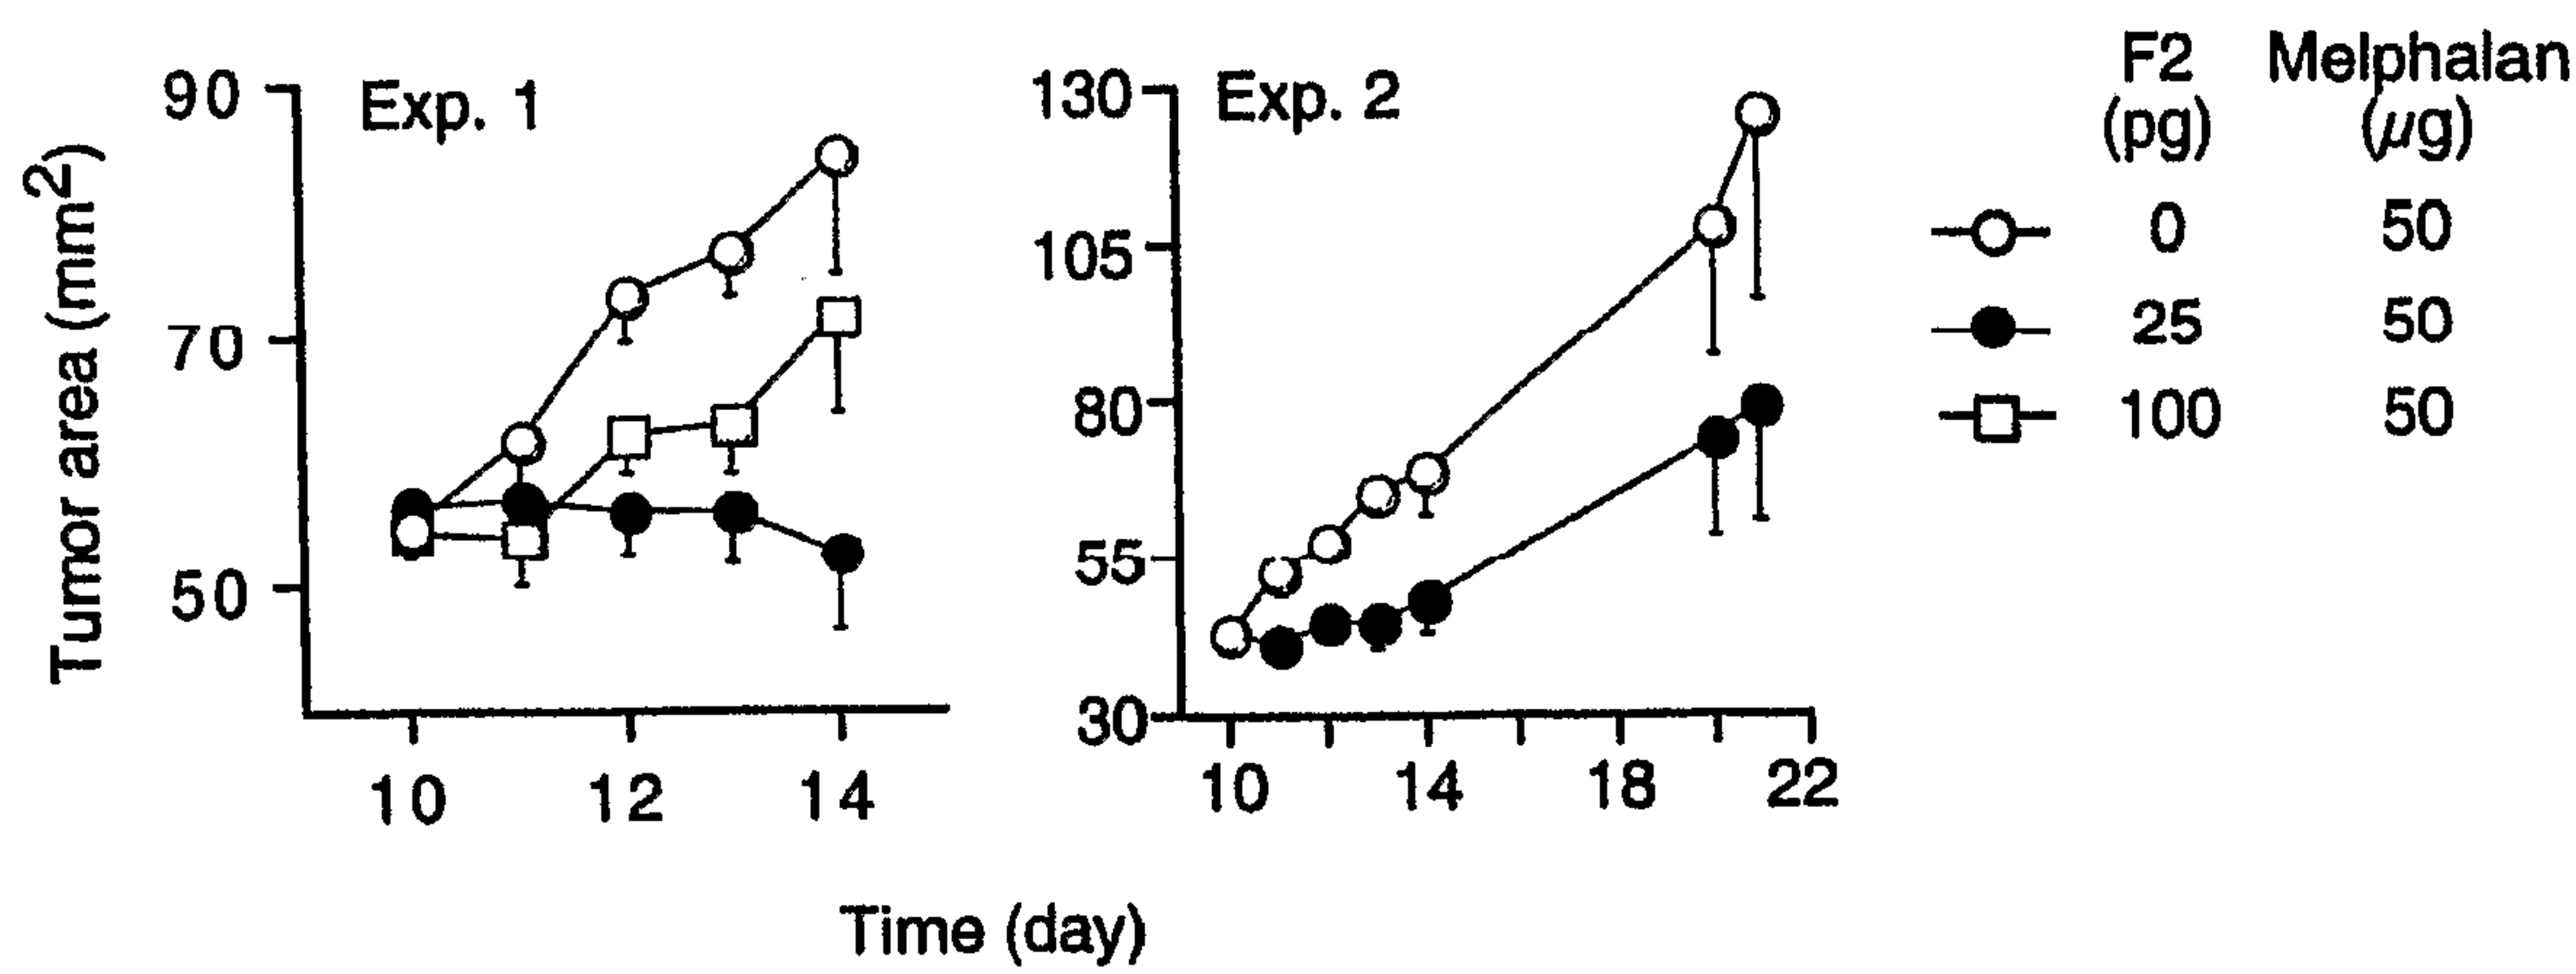 Exp. 1
Tumor area (mm²)
90
70
50
10 12 14
Exp. 2
130
105
80
55
30
10 14 18 22
Time (day)
F2 Melphalan
(pg) (µg)
0 50
25 50
100 50